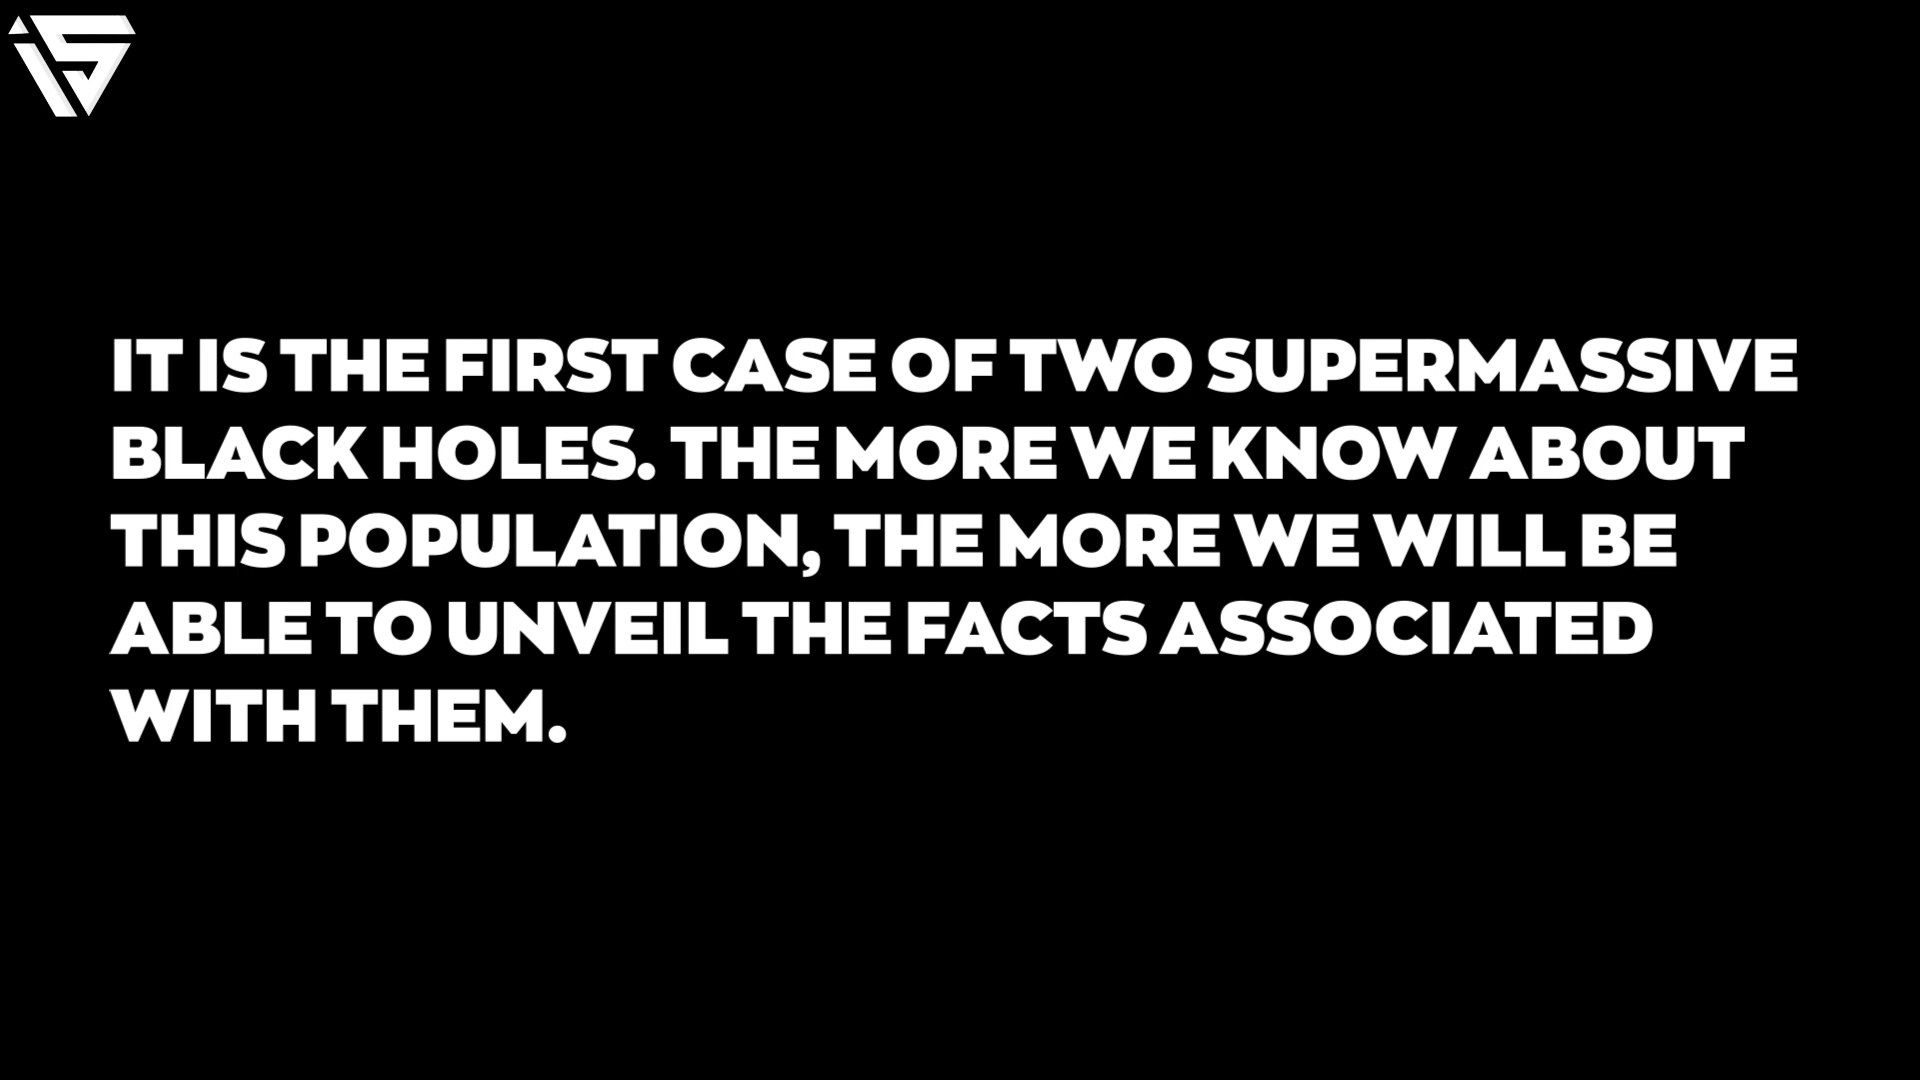 IT IS THE FIRST CASE OF TWO SUPERMASSIVE
BLACK HOLES. THE MORE WE KNOW ABOUT
THIS POPULATION, THE MORE WE WILL BE
ABLE TO UNVEIL THE FACTS ASSOCIATED
WITH THEM.